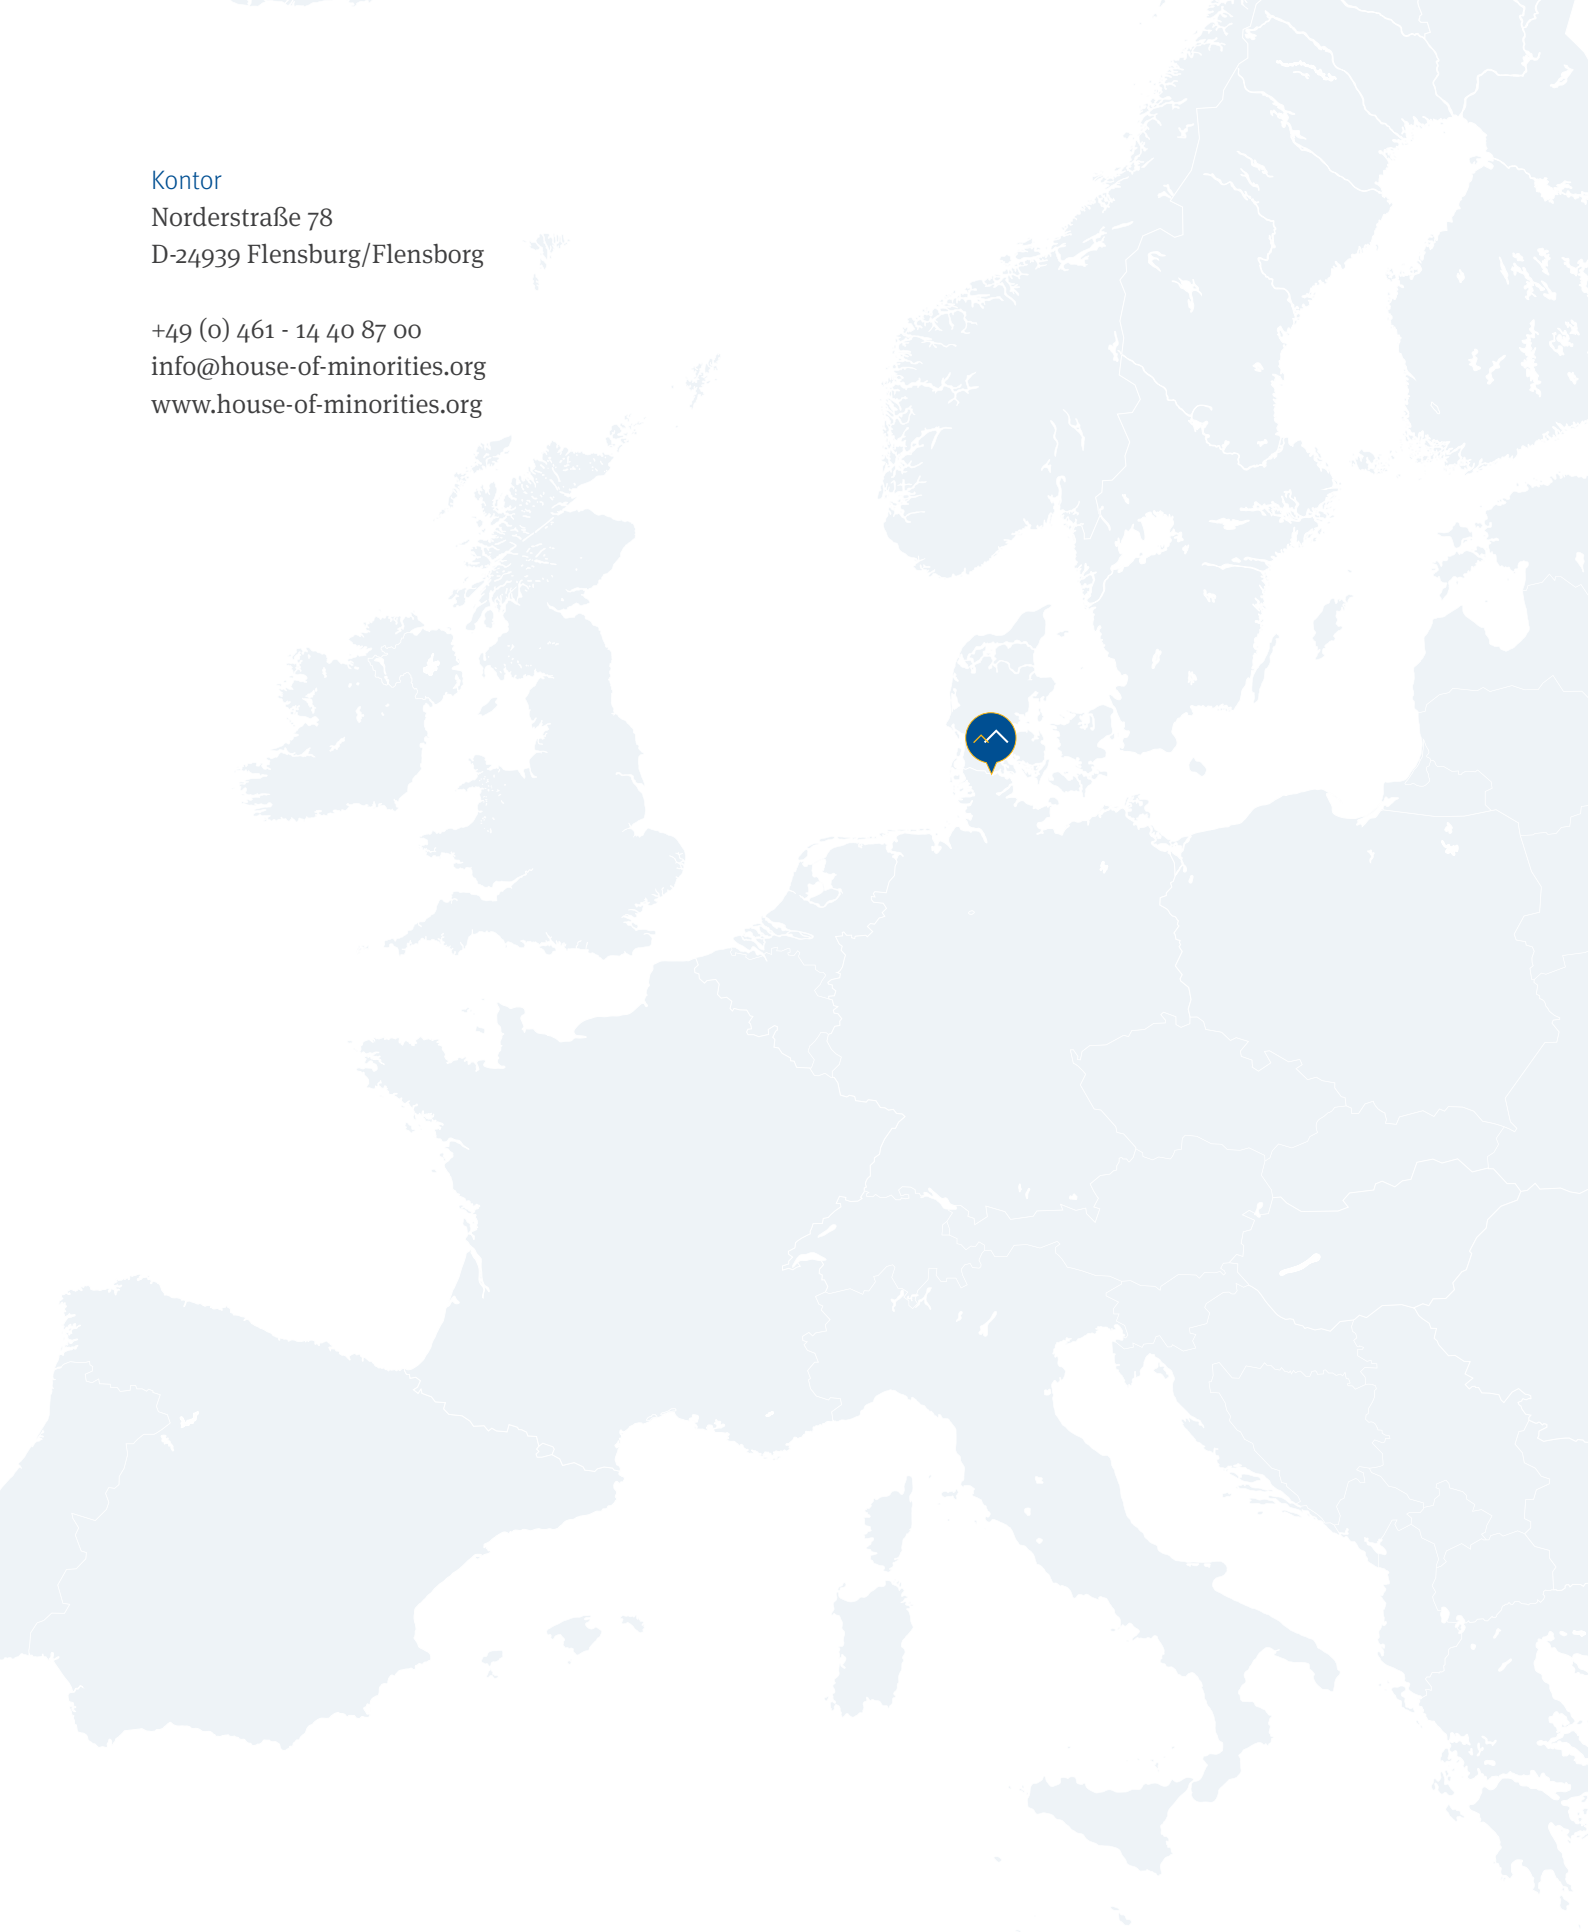 Kontor
Norderstraße 78
D-24939 Flensburg/Flensborg
+49 (0) 461 - 14 40 87 00
info@house-of-minorities.org
www.house-of-minorities.org